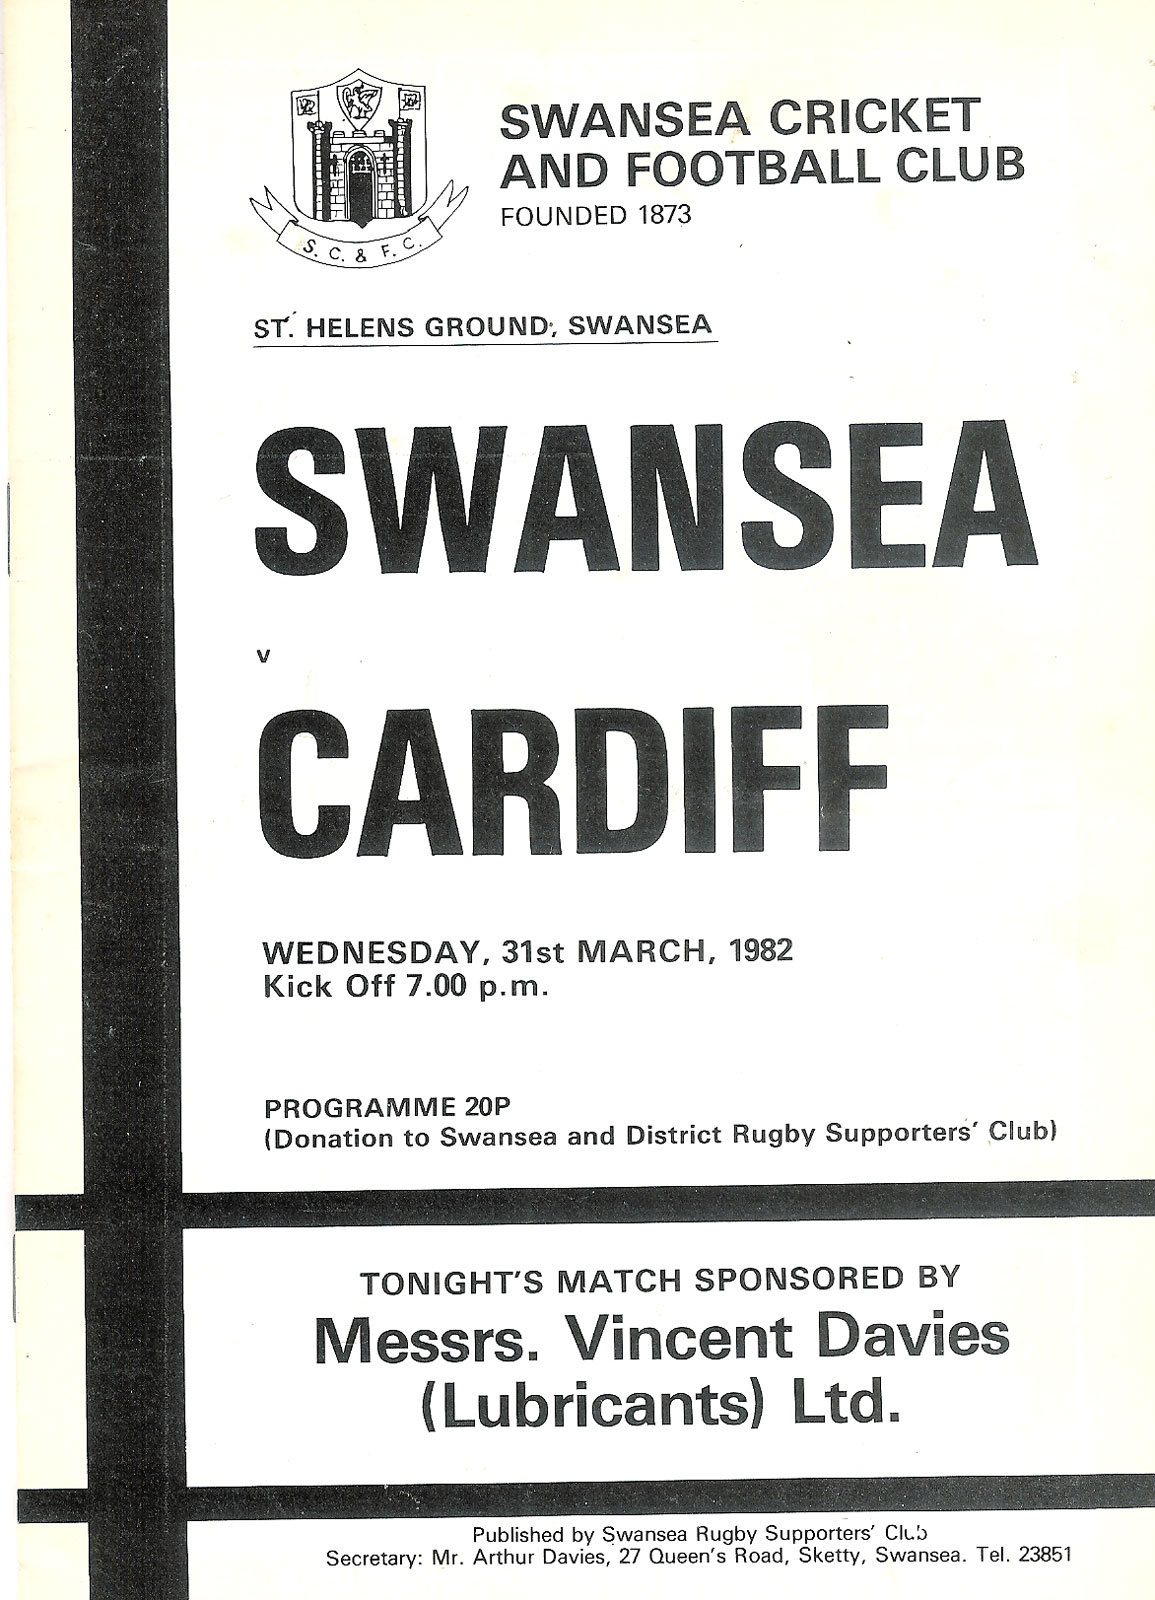 S. C. & F. C.
SWANSEA CRICKET
AND FOOTBALL CLUB
FOUNDED 1873
ST. HELENS GROUND, SWANSEA
SWANSEA
v
CARDIFF
WEDNESDAY, 31st MARCH, 1982
Kick Off 7.00 p.m.
PROGRAMME 20P
(Donation to Swansea and District Rugby Supporters' Club)
TONIGHT'S MATCH SPONSORED BY
Messrs. Vincent Davies
(Lubricants) Ltd.
Published by Swansea Rugby Supporters' Club
Secretary: Mr. Arthur Davies, 27 Queen's Road, Sketty, Swansea. Tel. 23851